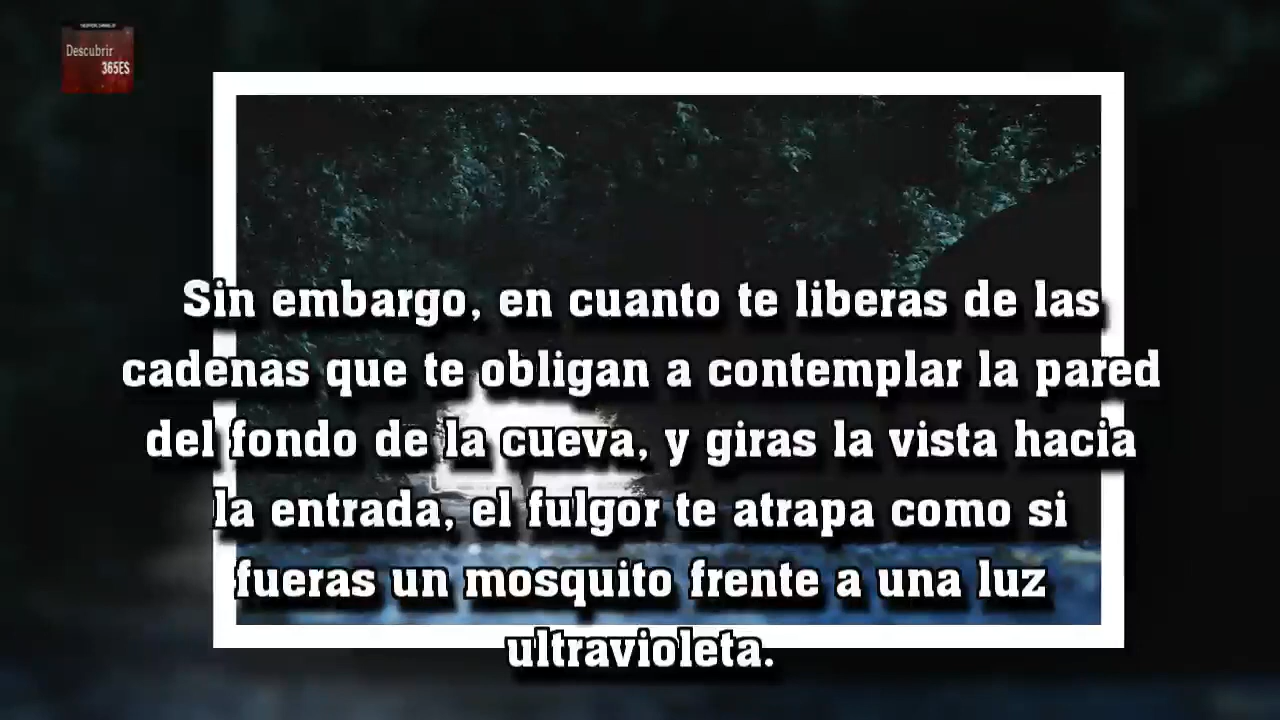 Descubrir
365ES
Sin embargo, en cuanto te liberas de las
cadenas que te obligan a contemplar la pared
del fondo de la cueva, y giras la vista hacia
la entrada, el fulgor te atrapa como si
fueras un mosquito frente a una luz
ultravioleta.